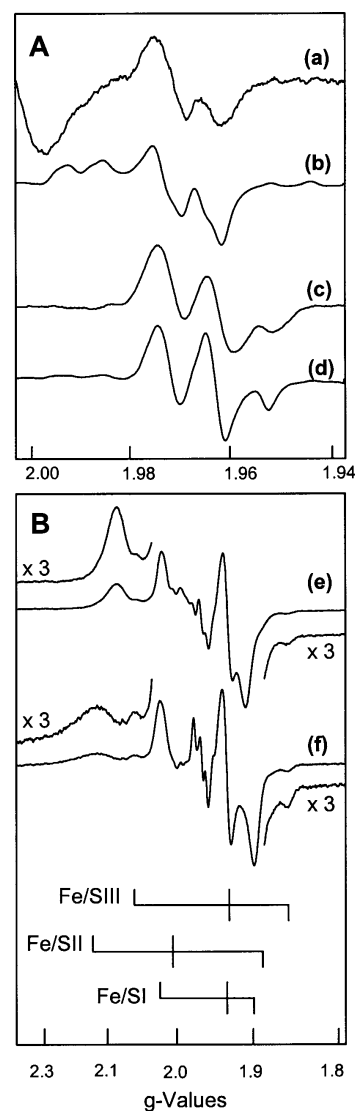 A
(a)
(b)
(c)
(d)
2.00 1.98 1.96 1.94
B
x 3
(e)
x 3
x 3
(f)
x 3
Fe/SIII
Fe/SII
Fe/SI
2.3 2.1 2.0 1.9 1.8
g-Values